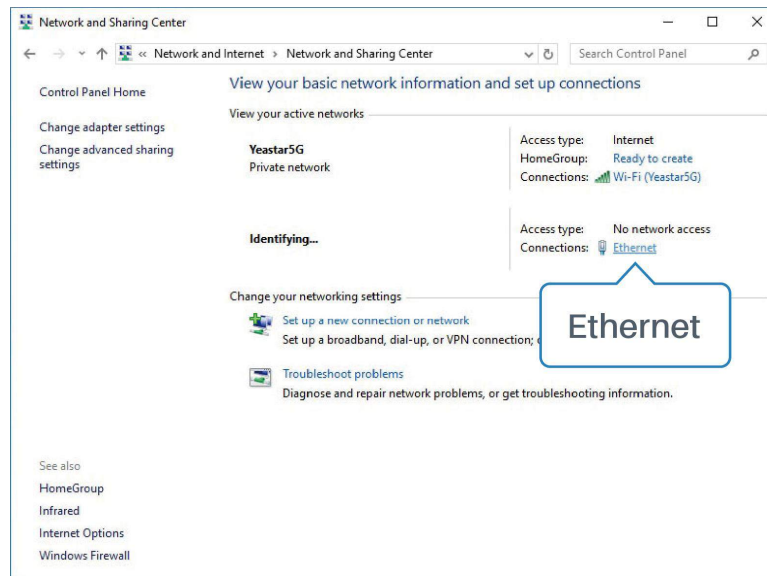 Network and Sharing Center
« Network and Internet › Network and Sharing Center
Search Control Panel
Control Panel Home
Change adapter settings
Change advanced sharing
settings
View your basic network information and set up connections
View your active networks
Yeastar5G
Private network
Access type: Internet
HomeGroup: Ready to create
Connections: Wi-Fi (Yeastar5G)
Identifying...
Access type: No network access
Connections: Ethernet
Ethernet
Change your networking settings
Set up a new connection or network
Set up a broadband, dial-up, or VPN connection;
Troubleshoot problems
Diagnose and repair network problems, or get troubleshooting information.
See also
HomeGroup
Infrared
Internet Options
Windows Firewall